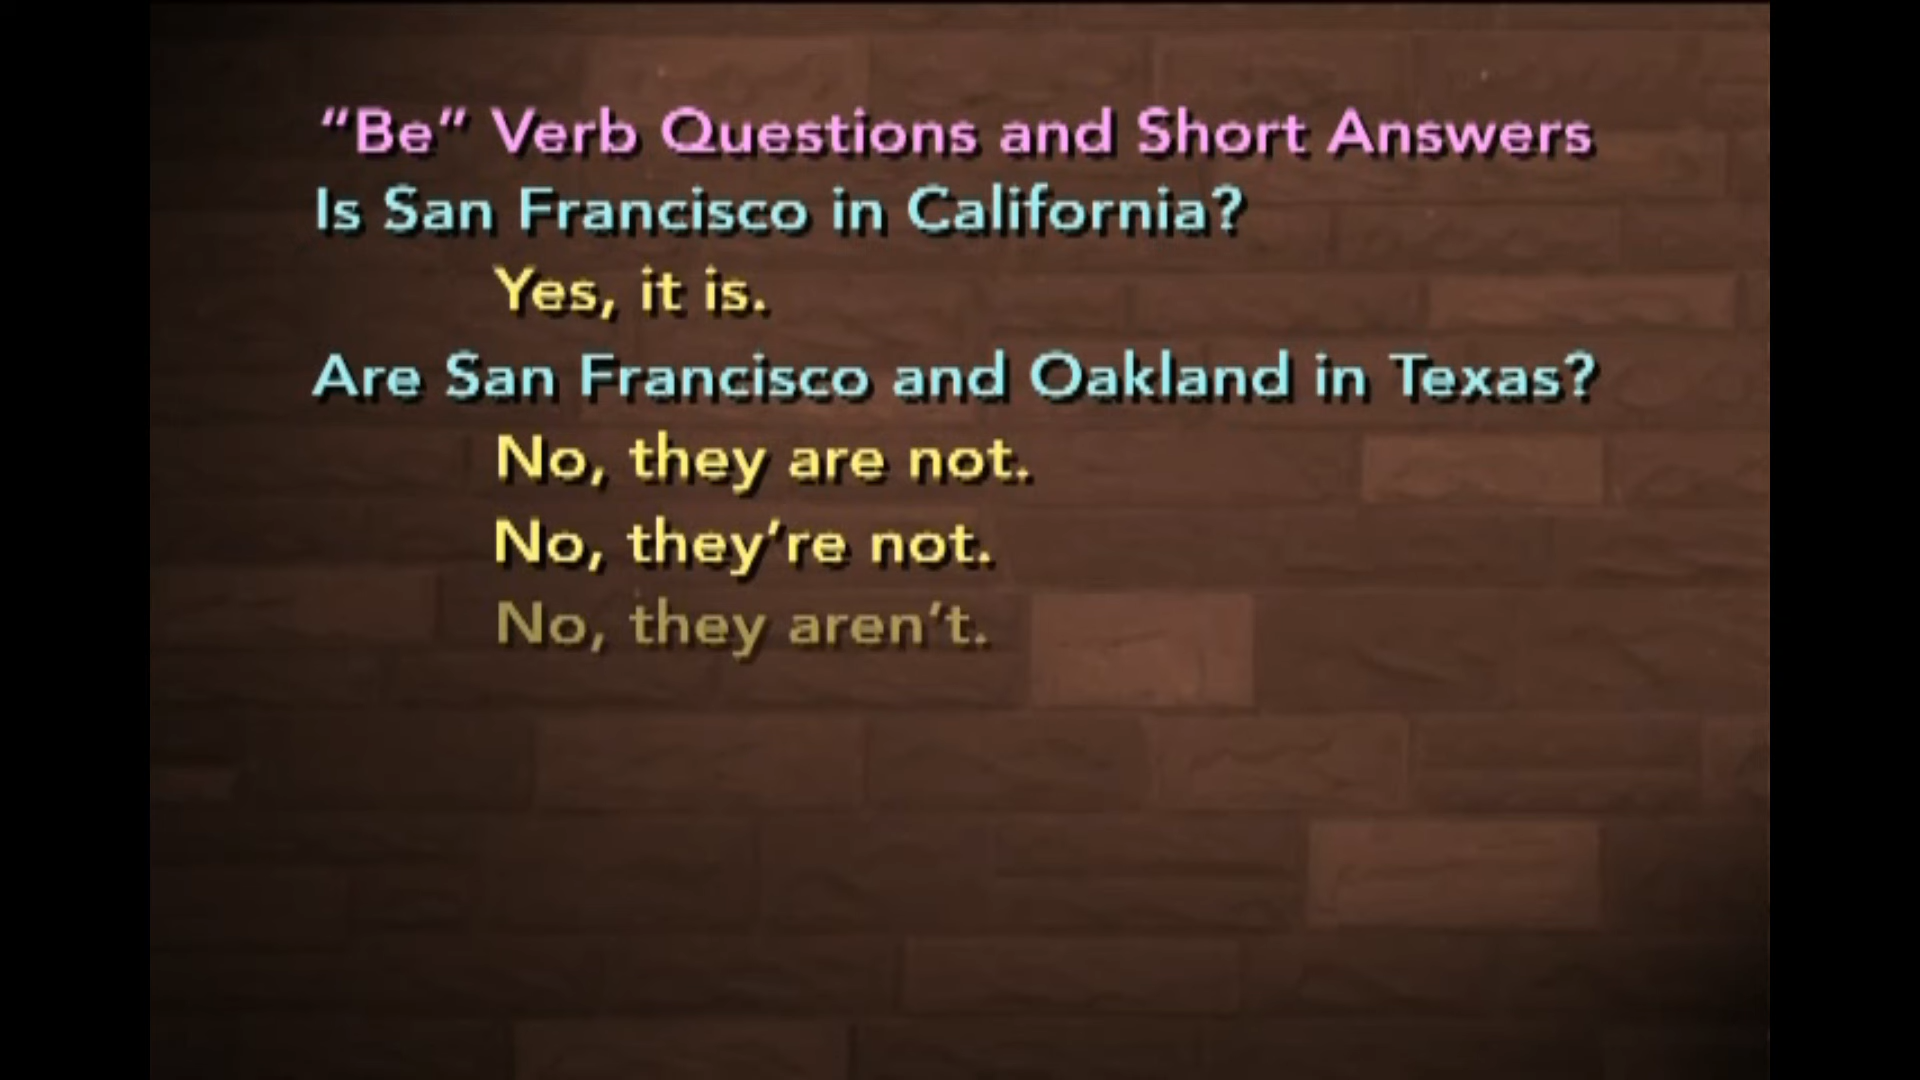 “Be” Verb Questions and Short Answers
Is San Francisco in California?
Yes, it is.
Are San Francisco and Oakland in Texas?
No, they are not.
No, they’re not.
No, they aren’t.